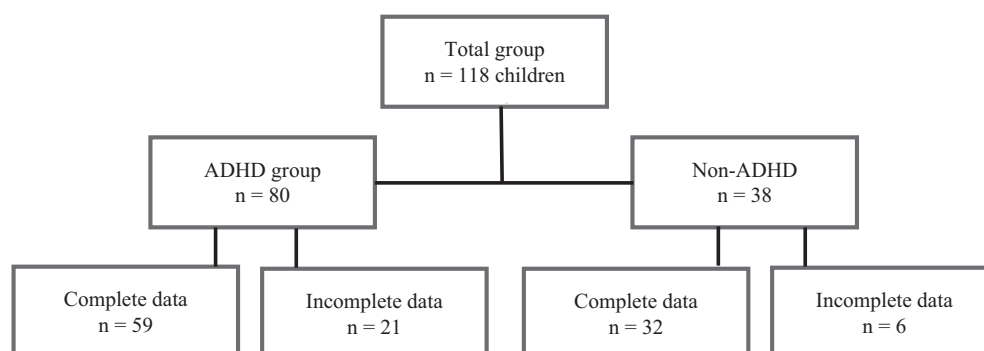 Total group
n = 118 children
ADHD group
n = 80
Non-ADHD
n = 38
Complete data
n = 59
Incomplete data
n = 21
Complete data
n = 32
Incomplete data
n = 6